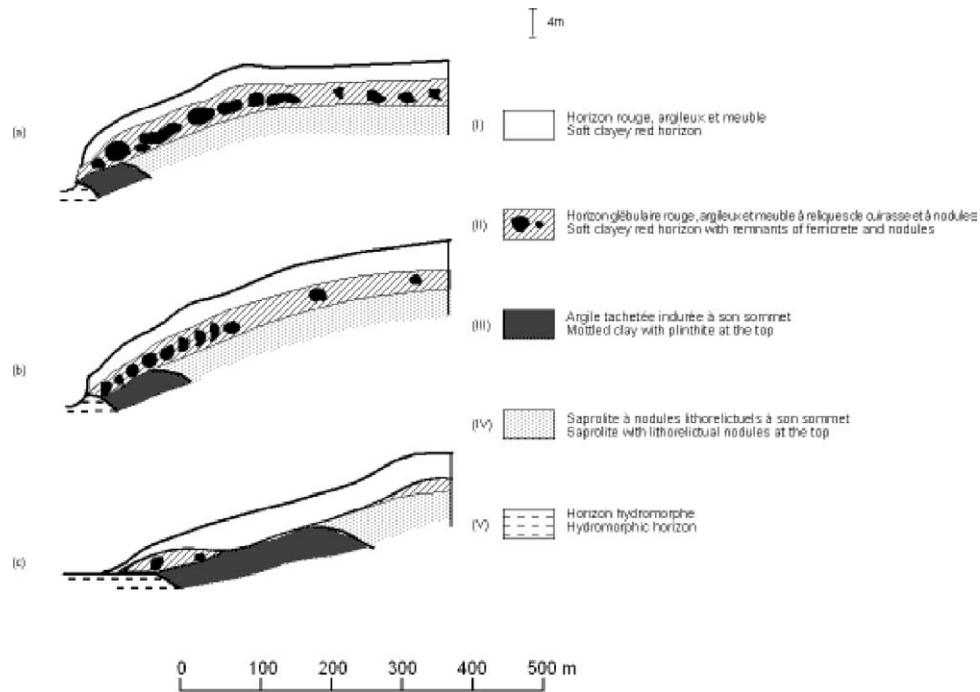 4m
(a)
(I)
Horizon rouge, argileux et meuble
Soft clayey red horizon
(II)
Horizon glébulaire rouge, argileux et meuble à reliques de cuirasse et à nodules
Soft clayey red horizon with remnants of ferricrete and nodules
(b)
(III)
Argile tachetée indurée à son sommet
Mottled clay with plinthite at the top
(IV)
Saprolite à nodules lithorelictuels à son sommet
Saprolite with lithorelictual nodules at the top
(c)
(V)
Horizon hydromorphe
Hydromorphic horizon
0 100 200 300 400 500 m